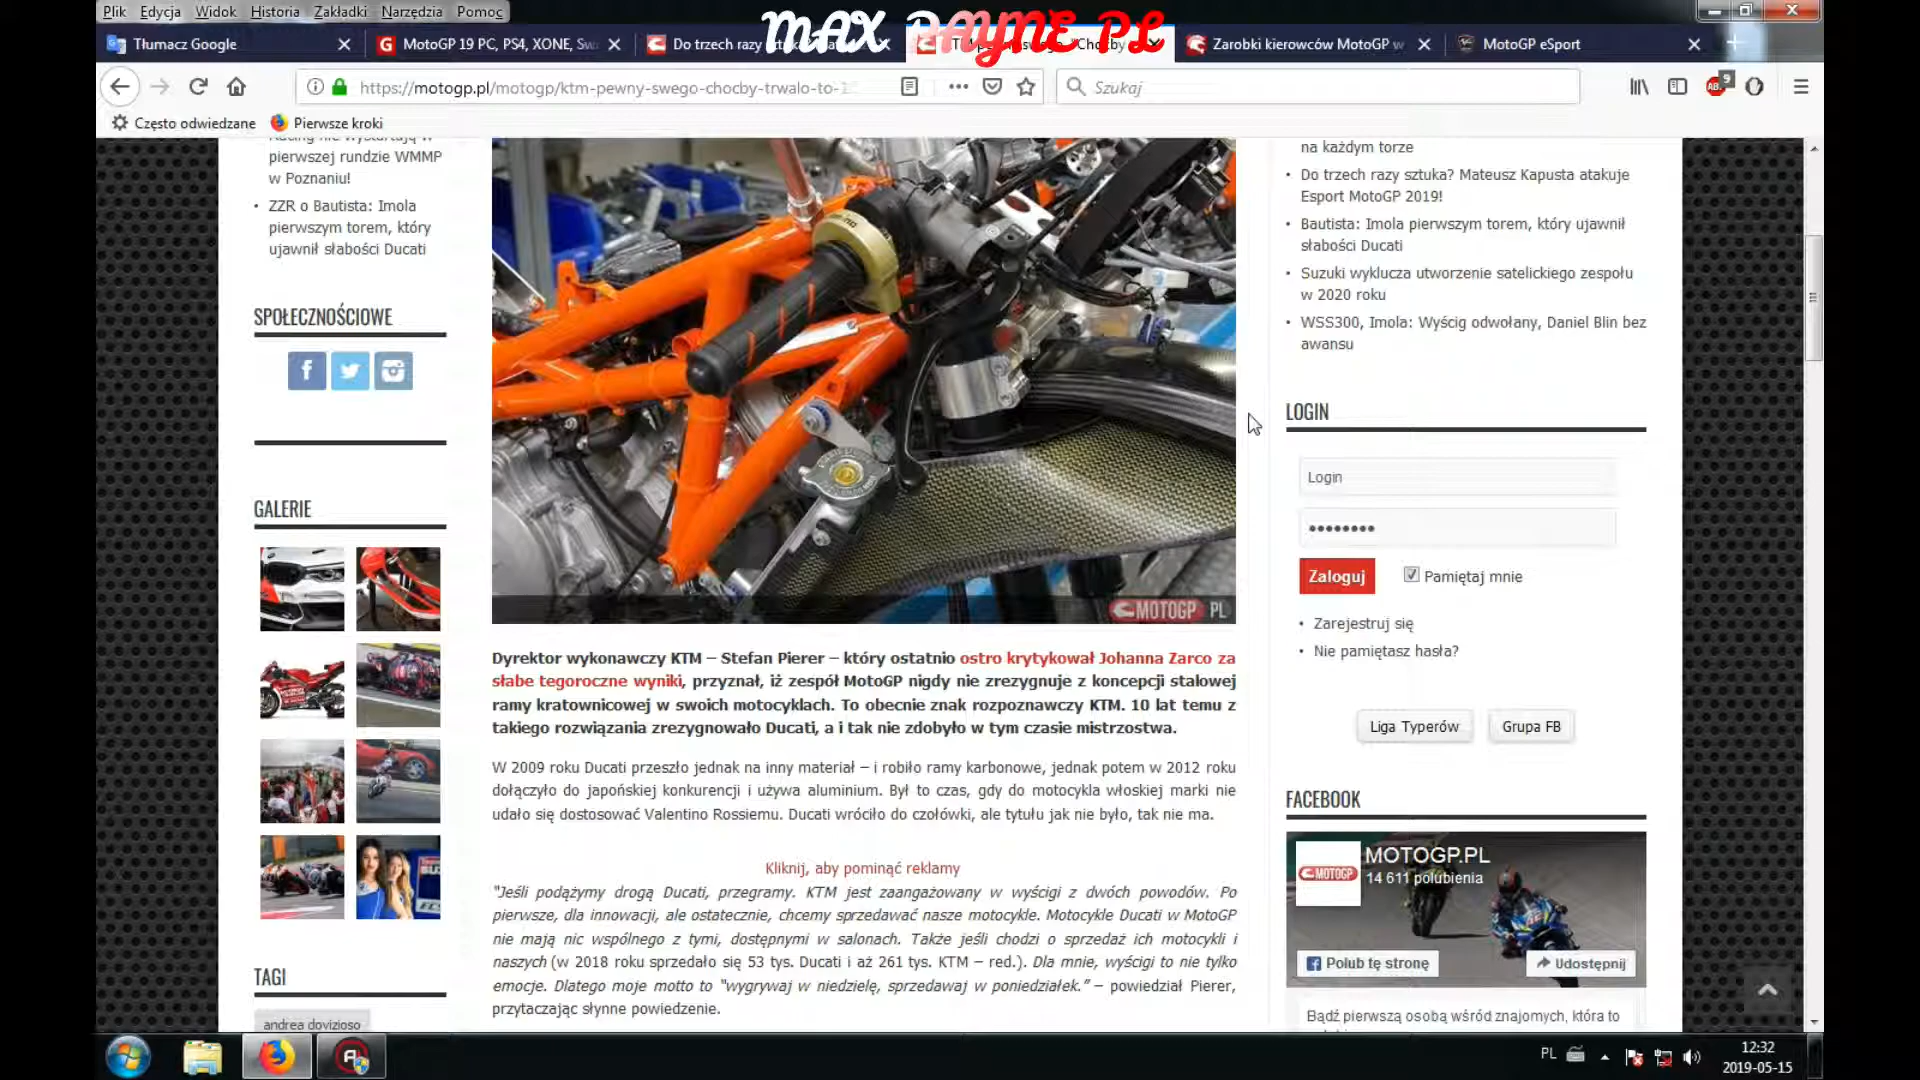 Plik Edycja Widok Historia Zakładki Narzędzia Pomoc
MAX PAYNE PL
Tłumacz Google
MotoGP 19 PC, PS4, XONE, Sw
Do trzech razy
Zarobki kierowców MotoGP w
MotoGP eSport
https://motogp.pl/motogp/ktm-pewny-swego-chocby-trwalo-to-1
Szukaj
9
Często odwiedzane
Pierwsze kroki
pierwszej rundzie WMMP
w Poznaniu!
ZZR o Bautista: Imola
pierwszym torem, który
ujawnił słabości Ducati
SPOŁECZNOŚCIOWE
GALERIE
TAGI
andrea dovizioso
MOTOGP PL
Dyrektor wykonawczy KTM – Stefan Pierer – który ostatnio ostro krytykował Johanna Zarco za
słabe tegoroczne wyniki, przyznał, iż zespół MotoGP nigdy nie zrezygnuje z koncepcji stalowej
ramy kratownicowej w swoich motocyklach. To obecnie znak rozpoznawczy KTM. 10 lat temu z
takiego rozwiązania zrezygnowało Ducati, a i tak nie zdobyło w tym czasie mistrzostwa.
W 2009 roku Ducati przeszło jednak na inny materiał – i robiło ramy karbonowe, jednak potem w 2012 roku
dołączyło do japońskiej konkurencji i używa aluminium. Był to czas, gdy do motocykla włoskiej marki nie
udało się dostosować Valentino Rossiemu. Ducati wróciło do czołówki, ale tytułu jak nie było, tak nie ma.
Kliknij, aby pominąć reklamy
"Jeśli podążymy drogą Ducati, przegramy. KTM jest zaangażowany w wyścigi z dwóch powodów. Po
pierwsze, dla innowacji, ale ostatecznie, chcemy sprzedawać nasze motocykle. Motocykle Ducati w MotoGP
nie mają nic wspólnego z tymi, dostępnymi w salonach. Także jeśli chodzi o sprzedaż ich motocykli i
naszych (w 2018 roku sprzedało się 53 tys. Ducati i aż 261 tys. KTM – red.). Dla mnie, wyścigi to nie tylko
emocje. Dlatego moje motto to "wygrywaj w niedzielę, sprzedawaj w poniedziałek." – powiedział Pierer,
przytaczając słynne powiedzenie.
na każdym torze
Do trzech razy sztuka? Mateusz Kapusta atakuje
Esport MotoGP 2019!
Bautista: Imola pierwszym torem, który ujawnił
słabości Ducati
Suzuki wyklucza utworzenie satelickiego zespołu
w 2020 roku
WSS300, Imola: Wyścig odwołany, Daniel Blin bez
awansu
LOGIN
Login
Zaloguj
Pamiętaj mnie
Zarejestruj się
Nie pamiętasz hasła?
Liga Typerów
Grupa FB
FACEBOOK
MOTOGP
MOTOGP.PL
14 611 polubienia
Polub tę stronę
Udostępnij
Bądź pierwszą osobą wśród znajomych, która to
PL
12:32
2019-05-15